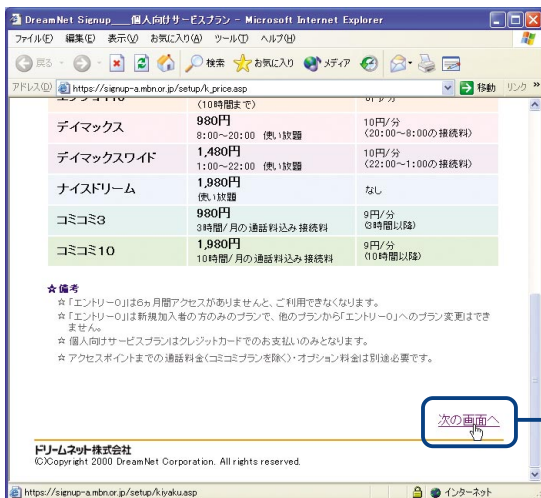 DreamNet Signup___個人向けサービスプラン - Microsoft Internet Explorer
ファイル(F) 編集(E) 表示(V) お気に入り(A) ツール(T) ヘルプ(H)
戻る 検索 お気に入り メディア
アドレス(D) https://signup-a.mbn.or.jp/setup/k_price.asp 移動 リンク »
(10時間まで)
デイマックス 980円 10円/分
8:00～20:00 使い放題 (20:00～8:00の接続料)
デイマックスワイド 1,480円 10円/分
1:00～22:00 使い放題 (22:00～1:00の接続料)
ナイスドリーム 1,980円 なし
使い放題
コミコミ3 980円 9円/分
3時間/月の通話料込み接続料 (3時間以降)
コミコミ10 1,980円 9円/分
10時間/月の通話料込み接続料 (10時間以降)
☆備考
☆「エントリー0」は6ヵ月間アクセスがありませんと、ご利用できなくなります。
☆「エントリー0」は新規加入者の方のみのプランで、他のプランから「エントリー0」へのプラン変更はでき
ません。
☆ 個人向けサービスプランはクレジットカードでのお支払いのみとなります。
☆ アクセスポイントまでの通話料金(コミコミプランを除く)・オプション料金は別途必要です。
次の画面へ
ドリームネット株式会社
(C)Copyright 2000 DreamNet Corporation. All rights reserved.
https://signup-a.mbn.or.jp/setup/kiyaku.asp インターネット